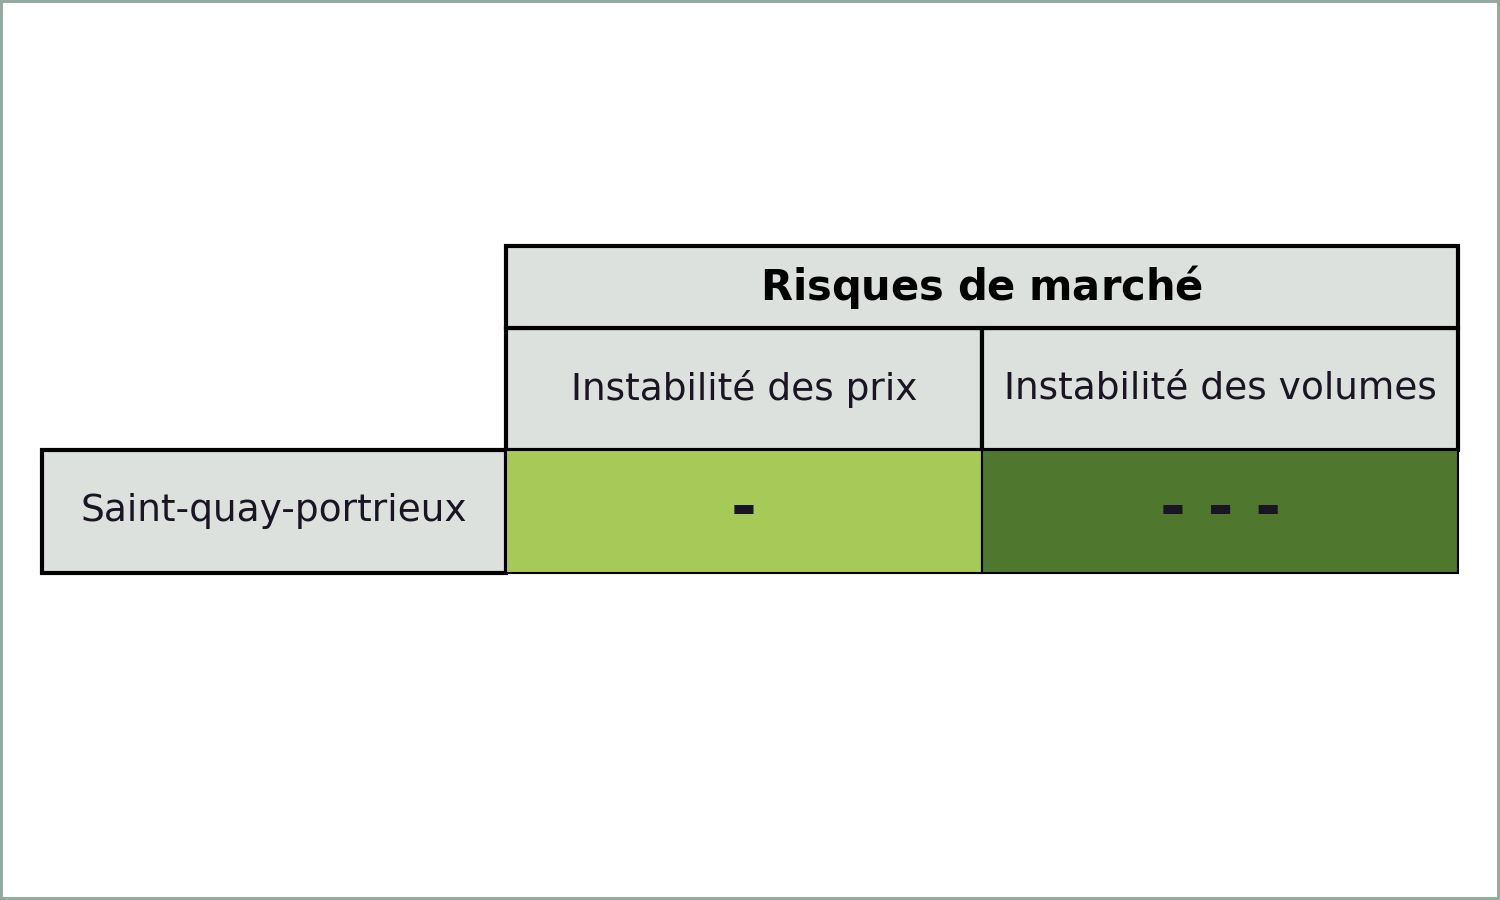 Risques de marché
Instabilité des prix
Instabilité des volumes
Saint-quay-portrieux
-
- - -